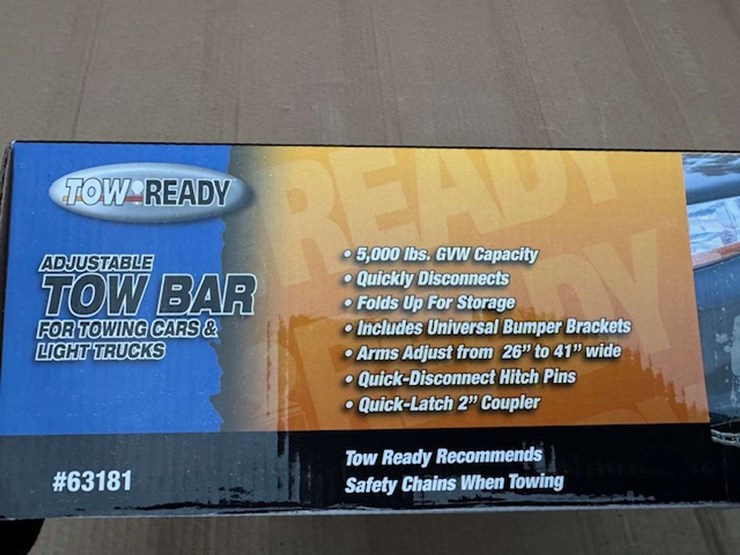 TOW READY
ADJUSTABLE
TOW BAR
FOR TOWING CARS &
LIGHT TRUCKS
#63181
READY
• 5,000 lbs. GVW Capacity
• Quickly Disconnects
• Folds Up For Storage
• Includes Universal Bumper Brackets
• Arms Adjust from 26” to 41” wide
• Quick-Disconnect Hitch Pins
• Quick-Latch 2” Coupler
Tow Ready Recommends
Safety Chains When Towing